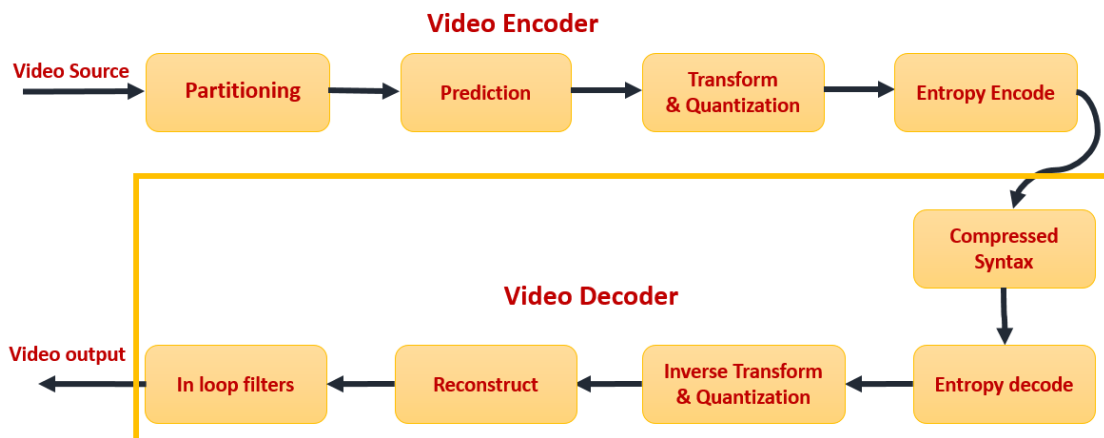 Video Encoder
Video Source
Partitioning
Prediction
Transform
& Quantization
Entropy Encode
Compressed
Syntax
Video Decoder
Video output
In loop filters
Reconstruct
Inverse Transform
& Quantization
Entropy decode